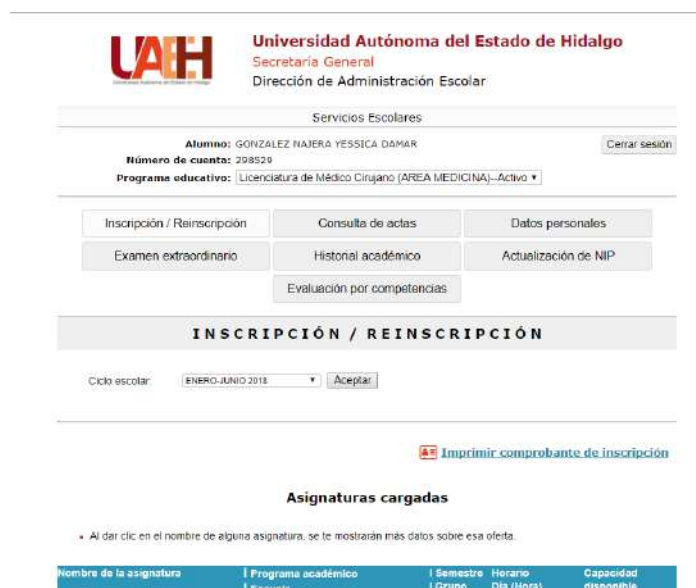 UAEH
Universidad Autónoma del Estado de Hidalgo
Secretaría General
Dirección de Administración Escolar
Servicios Escolares
Alumno: GONZALEZ NAJERA YESSICA DAMAR
Cerrar sesión
Número de cuenta: 298529
Programa educativo: Licenciatura de Médico Cirujano (AREA MEDICINA)--Activo
Inscripción / Reinscripción
Consulta de actas
Datos personales
Examen extraordinario
Historial académico
Actualización de NIP
Evaluación por competencias
INSCRIPCIÓN / REINSCRIPCIÓN
Ciclo escolar: ENERO-JUNIO 2018 Aceptar
Imprimir comprobante de inscripción
Asignaturas cargadas
Al dar clic en el nombre de alguna asignatura, se te mostrarán más datos sobre esa oferta.
Nombre de la asignatura | Programa académico | Semestre Horario Capacidad
| Grupo Día (Hora) disponible